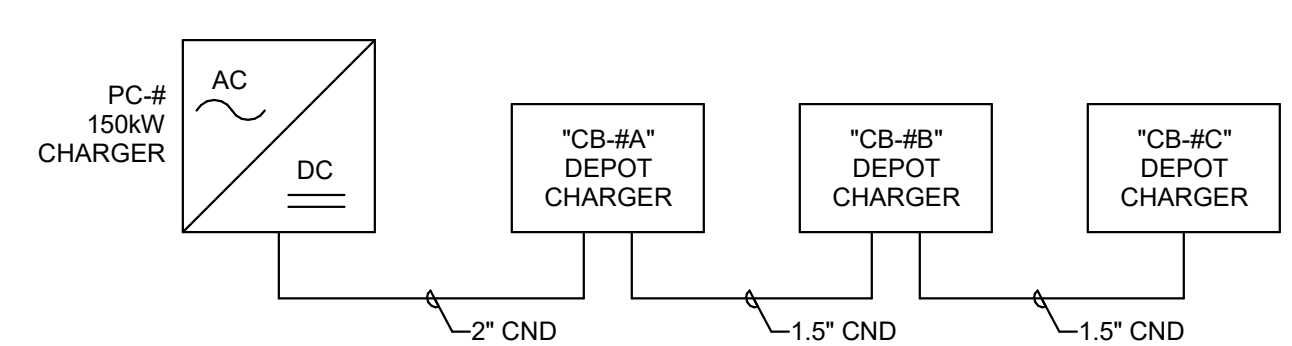 PC-#
150kW
CHARGER
AC
DC
"CB-#A"
DEPOT
CHARGER
"CB-#B"
DEPOT
CHARGER
"CB-#C"
DEPOT
CHARGER
2" CND
1.5" CND
1.5" CND